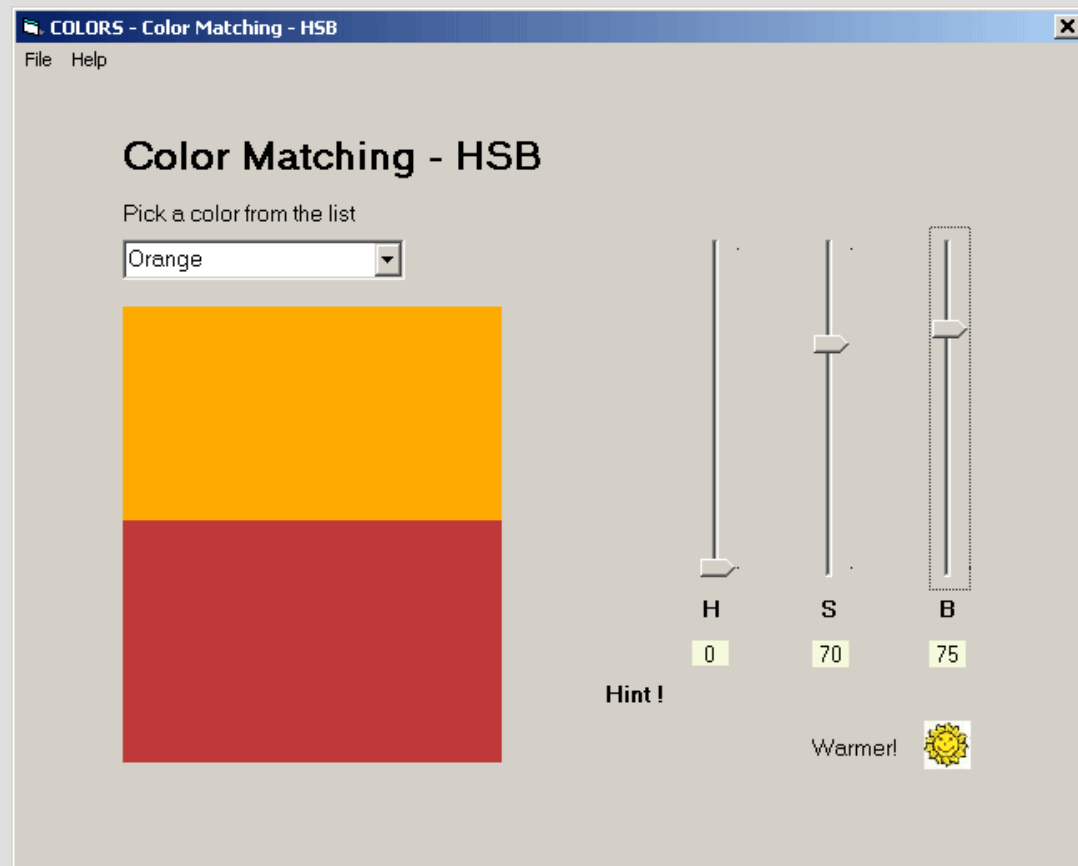 COLORS - Color Matching - HSB
File Help
Color Matching - HSB
Pick a color from the list
Orange
H S B
0 70 75
Hint !
Warmer!